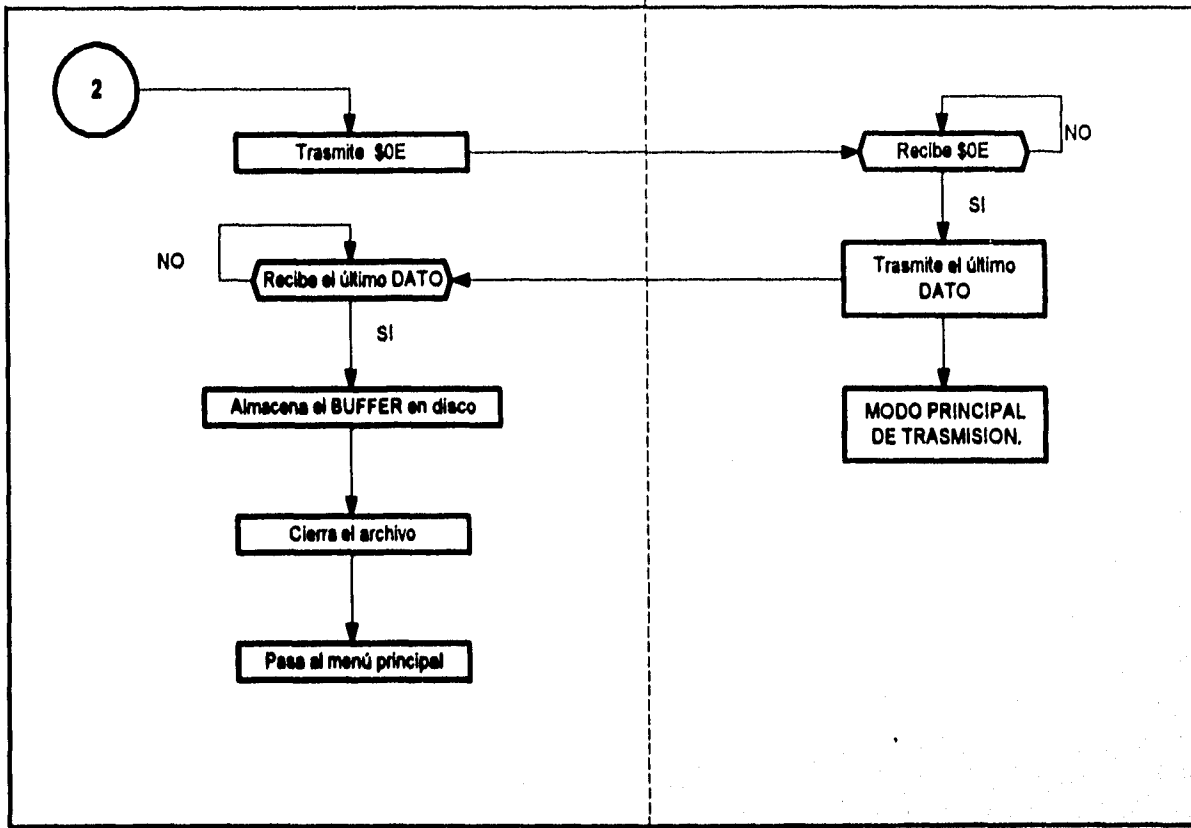 2
Trasmite $0E
Recibe $0E
NO
SI
NO
Recibe el último DATO
Trasmite el último
DATO
SI
Almacena el BUFFER en disco
MODO PRINCIPAL
DE TRASMISION.
Cierra el archivo
Pasa al menú principal